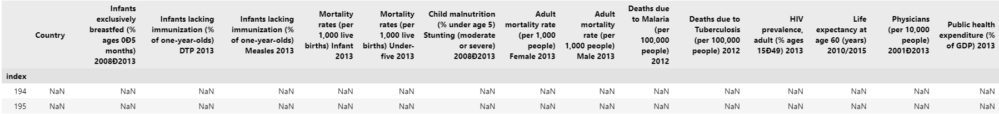 Country
Infants
exclusively
breastfed (%
ages 0Ð5
months)
2008Ð2013
Infants lacking
immunization (%
of one-year-olds)
DTP 2013
Infants lacking
immunization (%
of one-year-olds)
Measles 2013
Mortality
rates (per
1,000 live
births) Infant
2013
Mortality
rates (per
1,000 live
births) Under-
five 2013
Child malnutrition
(% under age 5)
Stunting (moderate
or severe)
2008Ð2013
Adult
mortality rate
(per 1,000
people)
Female 2013
Adult
mortality
rate (per
1,000 people)
Male 2013
Deaths due
to Malaria
(per
100,000
people)
2012
Deaths due to
Tuberculosis
(per 100,000
people) 2012
HIV
prevalence,
adult (% ages
15Ð49) 2013
Life
expectancy at
age 60 (years)
2010/2015
Physicians
(per 10,000
people)
2001Ð2013
Public health
expenditure (%
of GDP) 2013
index
194 NaN NaN NaN NaN NaN NaN NaN NaN NaN NaN NaN NaN NaN NaN NaN
195 NaN NaN NaN NaN NaN NaN NaN NaN NaN NaN NaN NaN NaN NaN NaN